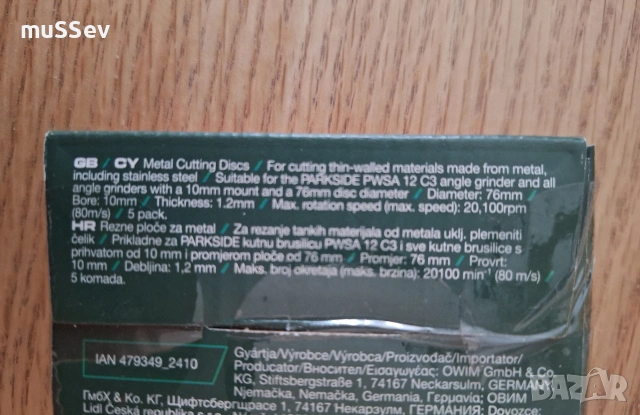 muSSev
GB / CY Metal Cutting Discs / For cutting thin-walled materials made from metal,
including stainless steel / Suitable for the PARKSIDE PWSA 12 C3 angle grinder and all
angle grinders with a 10mm mount and a 76mm disc diameter / Diameter: 76mm /
Bore: 10mm / Thickness: 1.2mm / Max. rotation speed (max. speed): 20,100rpm
(80m/s) / 5 pack.
HR Rezne ploče za metal / Za rezanje tankih materijala od metala uklj. plemeniti
čelik / Prikladne za PARKSIDE kutnu brusilicu PWSA 12 C3 i sve kutne brusilice s
prihvatom od 10 mm i promjerom ploče od 76 mm / Promjer: 76 mm / Provrt:
10 mm / Debljina: 1,2 mm / Maks. broj okretaja (maks. brzina): 20100 min⁻¹ (80 m/s) /
5 komada.
IAN 479349_2410
Gyártja/Výrobce/Výrobca/Proizvođač/Importator/
Producator/Вносител/Εισαγωγέας: OWIM GmbH & Co.
KG, Stiftsbergstraße 1, 74167 Neckarsulm, GERMANY
Njemačka, Německo, Germania, Германия, OWIM
ГмбХ & Ко. КГ, Щифтсбергщрасе 1, 74167 Некарсулм, ГЕРМАНИЯ Dovozce
Lidl Česká republika
BAZAR